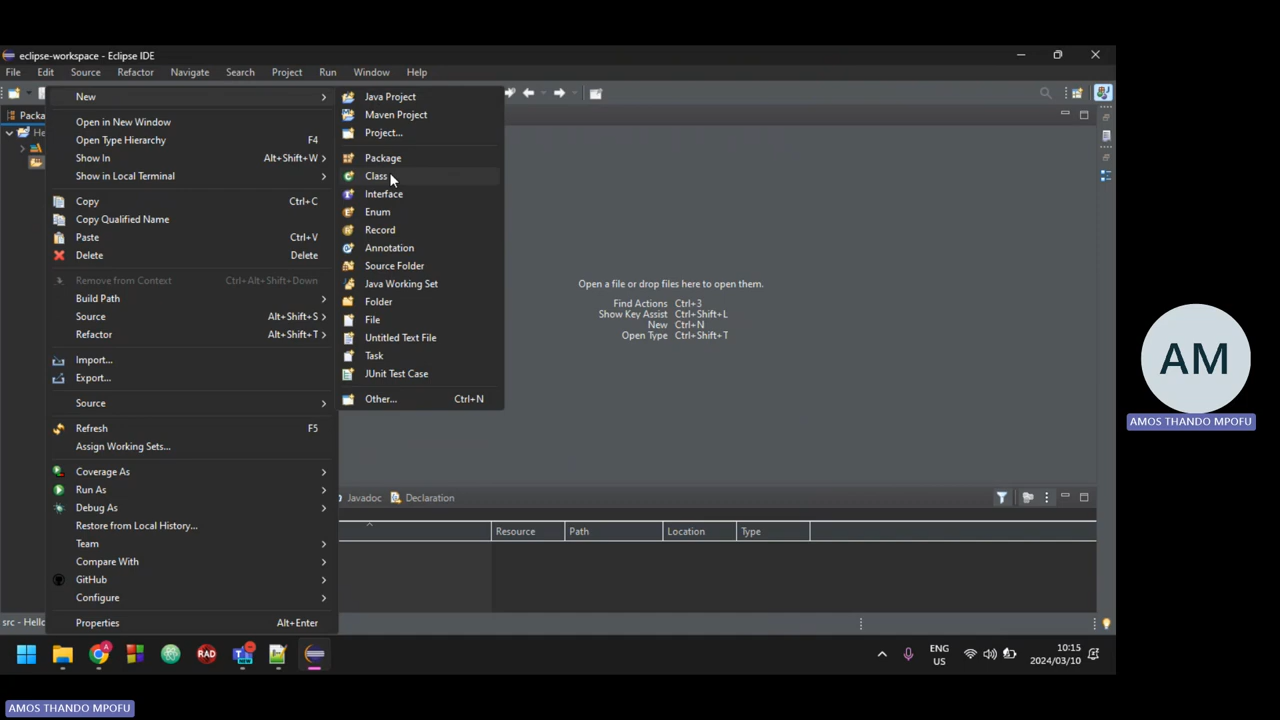 eclipse-workspace - Eclipse IDE
File Edit Source Refactor Navigate Search Project Run Window Help
New
Open in New Window
Open Type Hierarchy F4
Show In Alt+Shift+W
Show in Local Terminal
Copy Ctrl+C
Copy Qualified Name
Paste Ctrl+V
Delete Delete
Remove from Context Ctrl+Alt+Shift+Down
Build Path
Source Alt+Shift+S
Refactor Alt+Shift+T
Import...
Export...
Source
Refresh F5
Assign Working Sets...
Coverage As
Run As
Debug As
Restore from Local History...
Team
Compare With
GitHub
Configure
Properties Alt+Enter
Java Project
Maven Project
Project...
Package
Class
Interface
Enum
Record
Annotation
Source Folder
Java Working Set
Folder
File
Untitled Text File
Task
JUnit Test Case
Other... Ctrl+N
Packa
He
Open a file or drop files here to open them.
Find Actions Ctrl+3
Show Key Assist Ctrl+Shift+L
New Ctrl+N
Open Type Ctrl+Shift+T
Javadoc Declaration
Resource Path Location Type
src - Hello
RAD
ENG
US
10:15
2024/03/10
AM
AMOS THANDO MPOFU
AMOS THANDO MPOFU